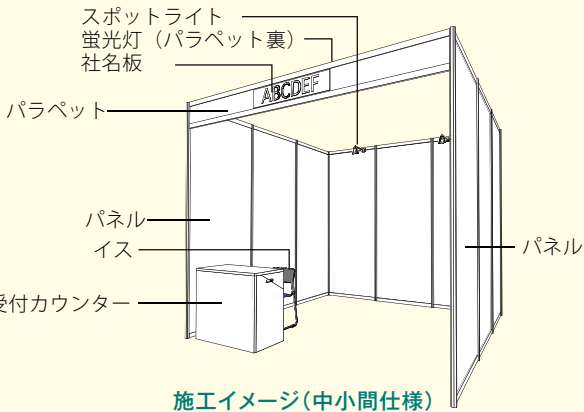 スポットライト
蛍光灯（パラペット裏）
社名板
ABCDEF
パラペット
パネル
イス
パネル
受付カウンター
施工イメージ（中小間仕様）